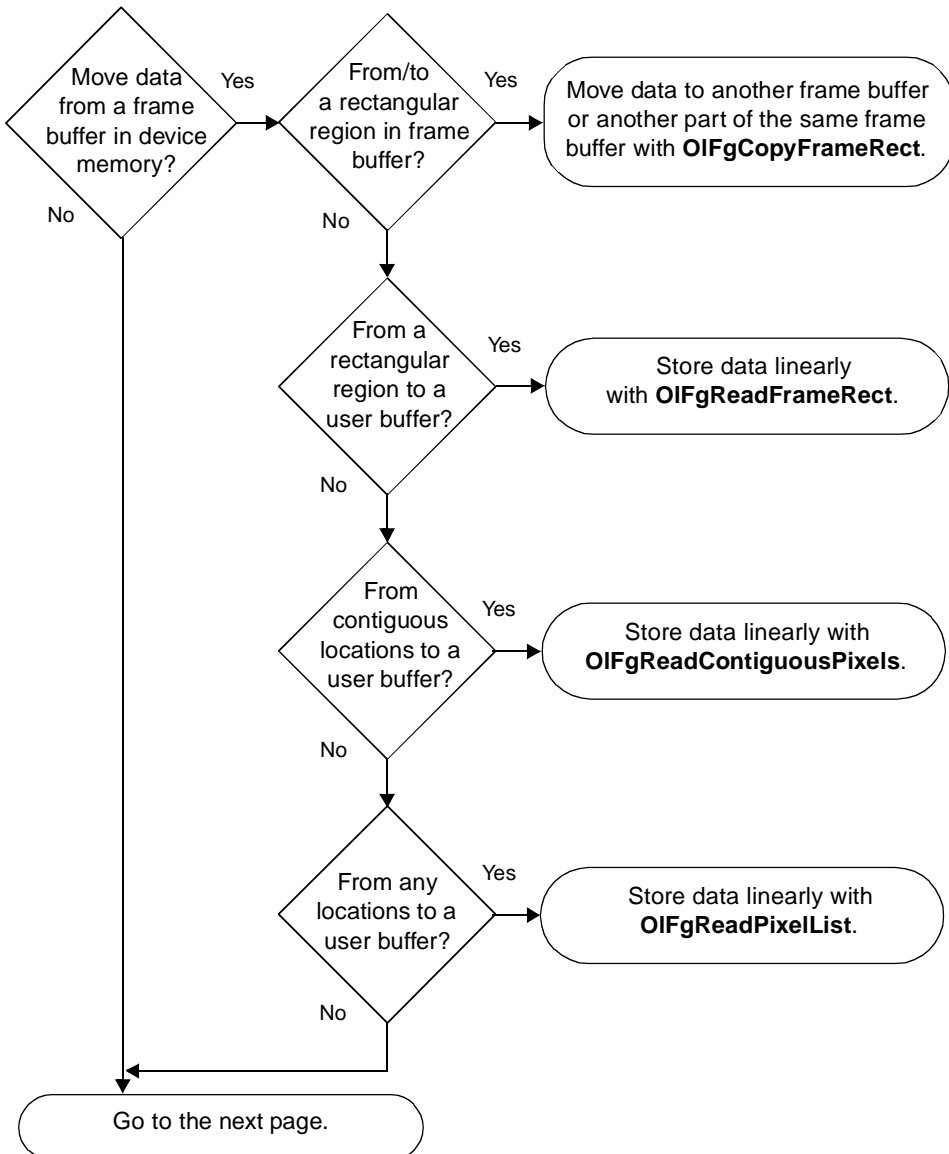 Move data
from a frame
buffer in device
memory?
Yes
No
From/to
a rectangular
region in frame
buffer?
Yes
No
Move data to another frame buffer
or another part of the same frame
buffer with OlFgCopyFrameRect.
From a
rectangular
region to a
user buffer?
Yes
No
Store data linearly
with OlFgReadFrameRect.
From
contiguous
locations to a
user buffer?
Yes
No
Store data linearly with
OlFgReadContiguousPixels.
From any
locations to a
user buffer?
Yes
No
Store data linearly with
OlFgReadPixelList.
Go to the next page.